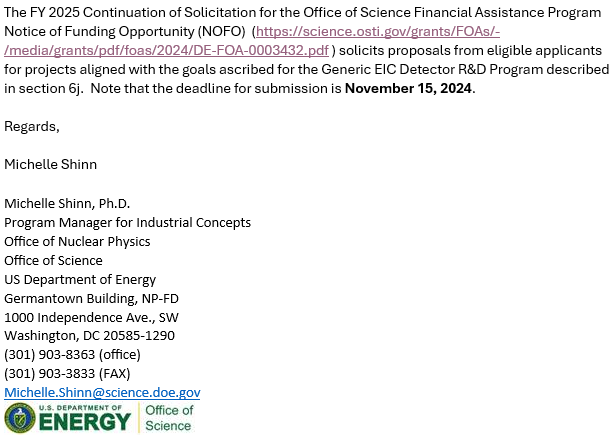 The FY 2025 Continuation of Solicitation for the Office of Science Financial Assistance Program
Notice of Funding Opportunity (NOFO)  (https://science.osti.gov/grants/FOAs/-
/media/grants/pdf/foas/2024/DE-FOA-0003432.pdf ) solicits proposals from eligible applicants
for projects aligned with the goals ascribed for the Generic EIC Detector R&D Program described
in section 6j.  Note that the deadline for submission is November 15, 2024.
Regards,
Michelle Shinn
Michelle Shinn, Ph.D.
Program Manager for Industrial Concepts
Office of Nuclear Physics
Office of Science
US Department of Energy
Germantown Building, NP-FD
1000 Independence Ave., SW
Washington, DC 20585-1290
(301) 903-8363 (office)
(301) 903-3833 (FAX)
Michelle.Shinn@science.doe.gov
U.S. DEPARTMENT OF
ENERGY
Office of
Science